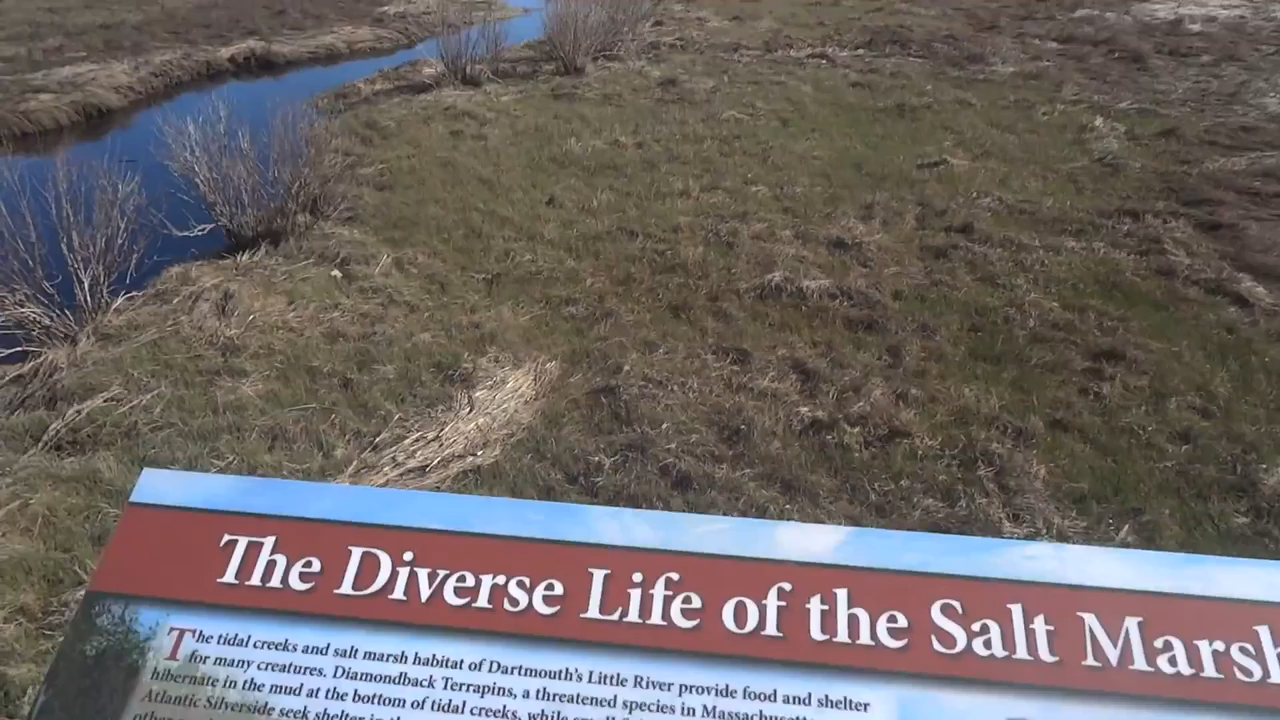 The Diverse Life of the Salt Marsh
The tidal creeks and salt marsh habitat of Dartmouth's Little River provide food and shelter
for many creatures. Diamondback Terrapins, a threatened species in Massachusetts
hibernate in the mud at the bottom of tidal creeks, while small
Atlantic Silverside seek shelter in